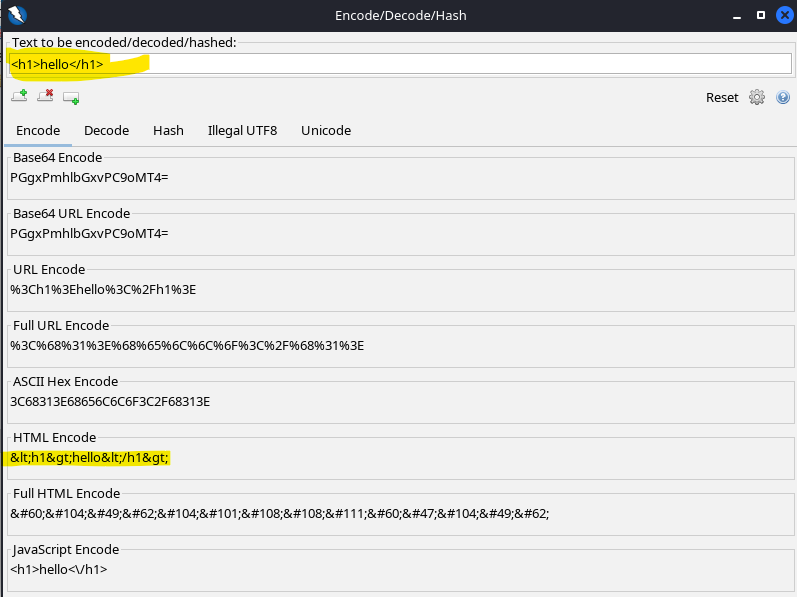 Encode/Decode/Hash
Text to be encoded/decoded/hashed:
<h1>hello</h1>
Reset
Encode Decode Hash Illegal UTF8 Unicode
Base64 Encode
PGgxPmhlbGxvPC9oMT4=
Base64 URL Encode
PGgxPmhlbGxvPC9oMT4=
URL Encode
%3Ch1%3Ehello%3C%2Fh1%3E
Full URL Encode
%3C%68%31%3E%68%65%6C%6C%6F%3C%2F%68%31%3E
ASCII Hex Encode
3C68313E68656C6C6F3C2F68313E
HTML Encode
&lt;h1&gt;hello&lt;/h1&gt;
Full HTML Encode
&#60;&#104;&#49;&#62;&#104;&#101;&#108;&#108;&#111;&#60;&#47;&#104;&#49;&#62;
JavaScript Encode
<h1>hello<\/h1>